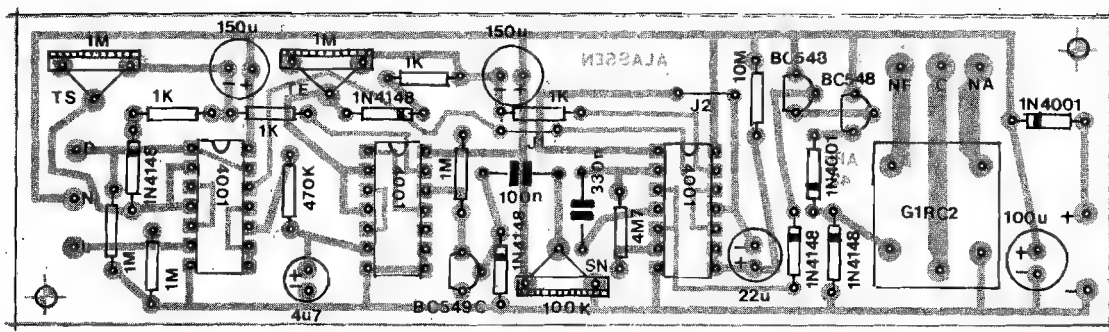 1M
150u
1M
150u
ALASSEN
1K
10M
BC548
BC548
NF
C
NA
TS
TE
1N4148
1K
1K
1K
J2
1N4001
1N4148
4001
470K
4001
1M
100n
330n
4M7
4001
1N4001
G1RC2
100u
+
N
1M
1M
4u7
BC549C
1N4148
SN
100K
22u
1N4148
1N4148
+
-